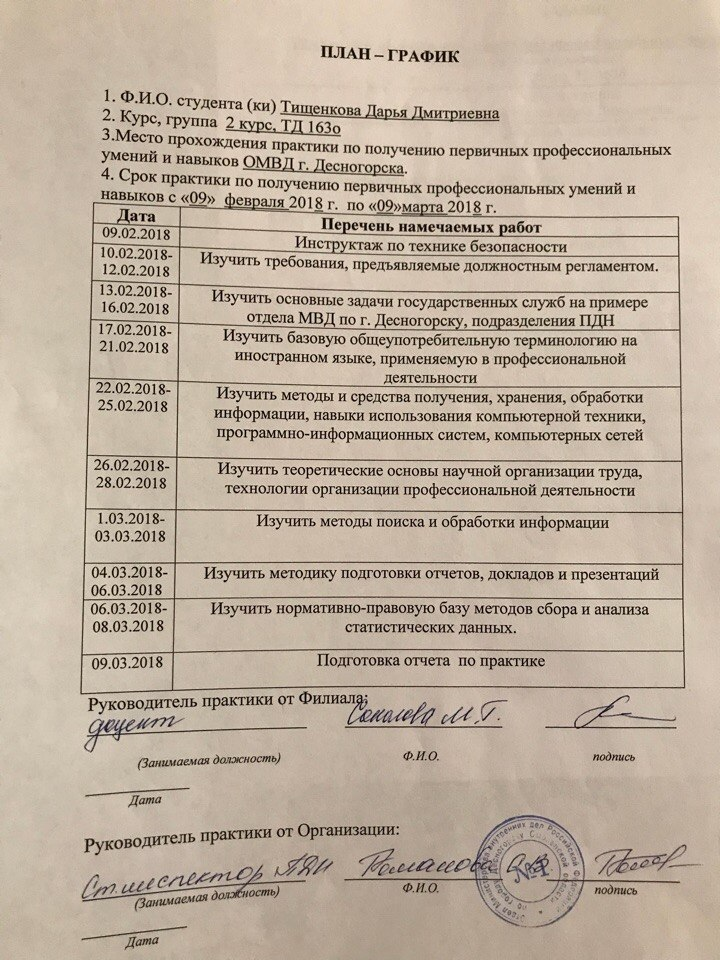 ПЛАН – ГРАФИК
1. Ф.И.О. студента (ки) Тищенкова Дарья Дмитриевна
2. Курс, группа 2 курс, ТД 163о
3.Место прохождения практики по получению первичных профессиональных
умений и навыков ОМВД г. Десногорска.
4. Срок практики по получению первичных профессиональных умений и
навыков с «09» февраля 2018 г. по «09»марта 2018 г.
Дата Перечень намечаемых работ
09.02.2018 Инструктаж по технике безопасности
10.02.2018- Изучить требования, предъявляемые должностным регламентом.
12.02.2018
13.02.2018- Изучить основные задачи государственных служб на примере
16.02.2018 отдела МВД по г. Десногорску, подразделения ПДН
17.02.2018- Изучить базовую общеупотребительную терминологию на
21.02.2018 иностранном языке, применяемую в профессиональной
деятельности
22.02.2018- Изучить методы и средства получения, хранения, обработки
25.02.2018 информации, навыки использования компьютерной техники,
программно-информационных систем, компьютерных сетей
26.02.2018- Изучить теоретические основы научной организации труда,
28.02.2018 технологии организации профессиональной деятельности
1.03.2018- Изучить методы поиска и обработки информации
03.03.2018
04.03.2018- Изучить методику подготовки отчетов, докладов и презентаций
06.03.2018
06.03.2018- Изучить нормативно-правовую базу методов сбора и анализа
08.03.2018 статистических данных.
09.03.2018 Подготовка отчета по практике
Руководитель практики от Филиала:
доцент Соколова М.Г.
(Занимаемая должность) Ф.И.О. подпись
Дата
Руководитель практики от Организации:
Ст.инспектор ПДН Романова
(Занимаемая должность) Ф.И.О. подпись
Дата